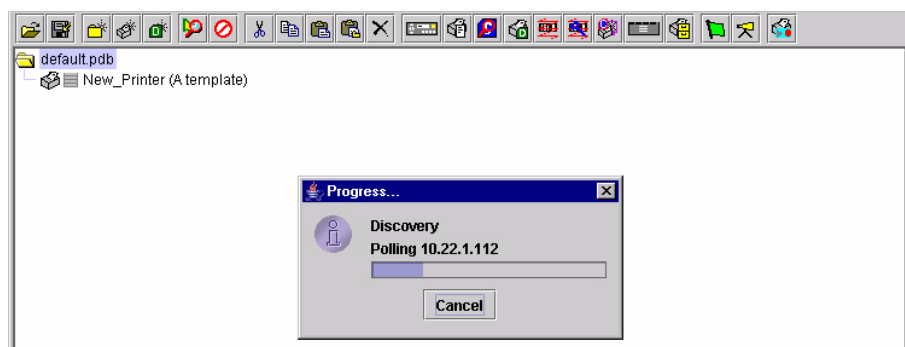 default.pdb
New_Printer (A template)
Progress...
Discovery
Polling 10.22.1.112
Cancel